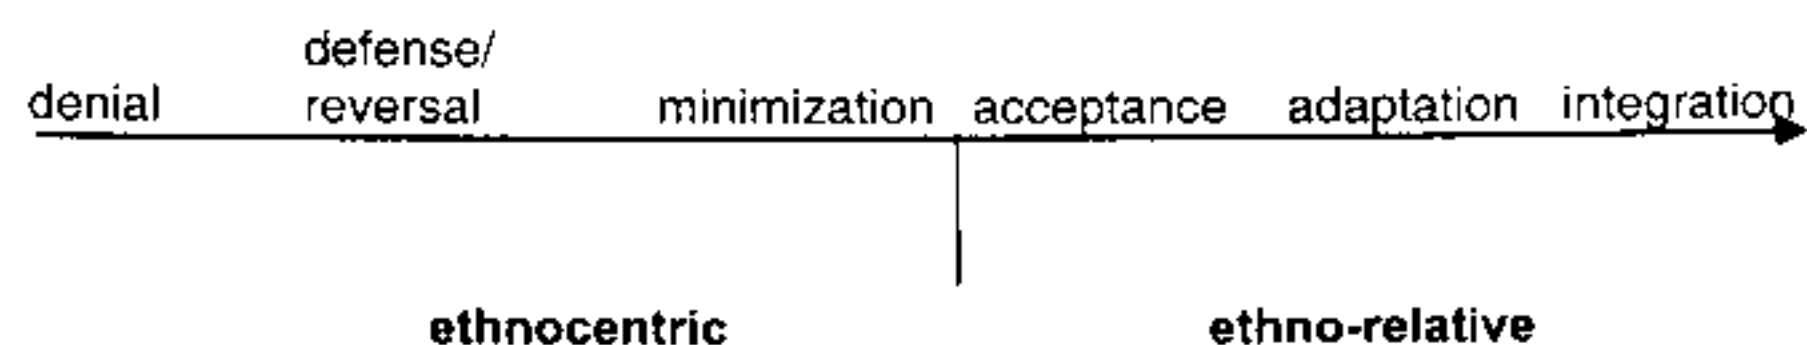 defense/
denial reversal minimization acceptance adaptation integration
ethnocentric ethno-relative